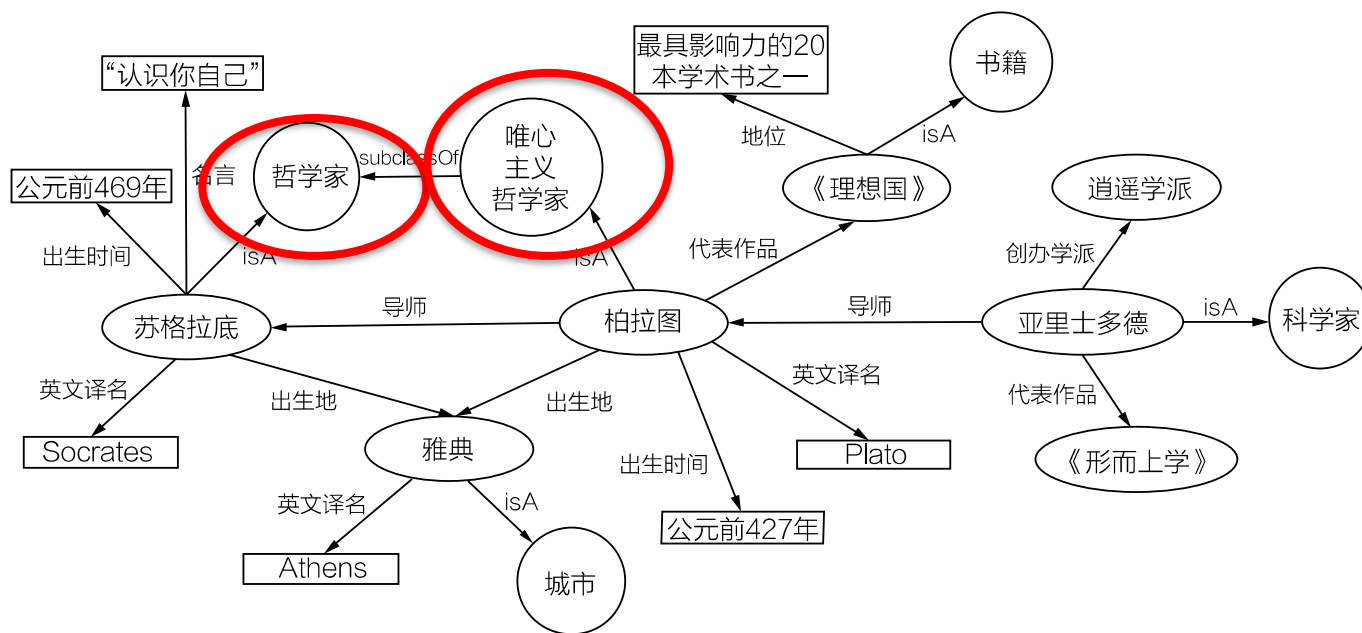 最具影响力的20
本学术书之一
书籍
“认识你自己”
唯心
主义
哲学家
subclassOf
地位
isA
名言
哲学家
公元前469年
《理想国》
逍遥学派
出生时间
isA
isA
代表作品
创办学派
苏格拉底
导师
柏拉图
导师
亚里士多德
isA
科学家
英文译名
出生地
出生地
英文译名
代表作品
Socrates
雅典
出生时间
Plato
《形而上学》
英文译名
isA
公元前427年
Athens
城市